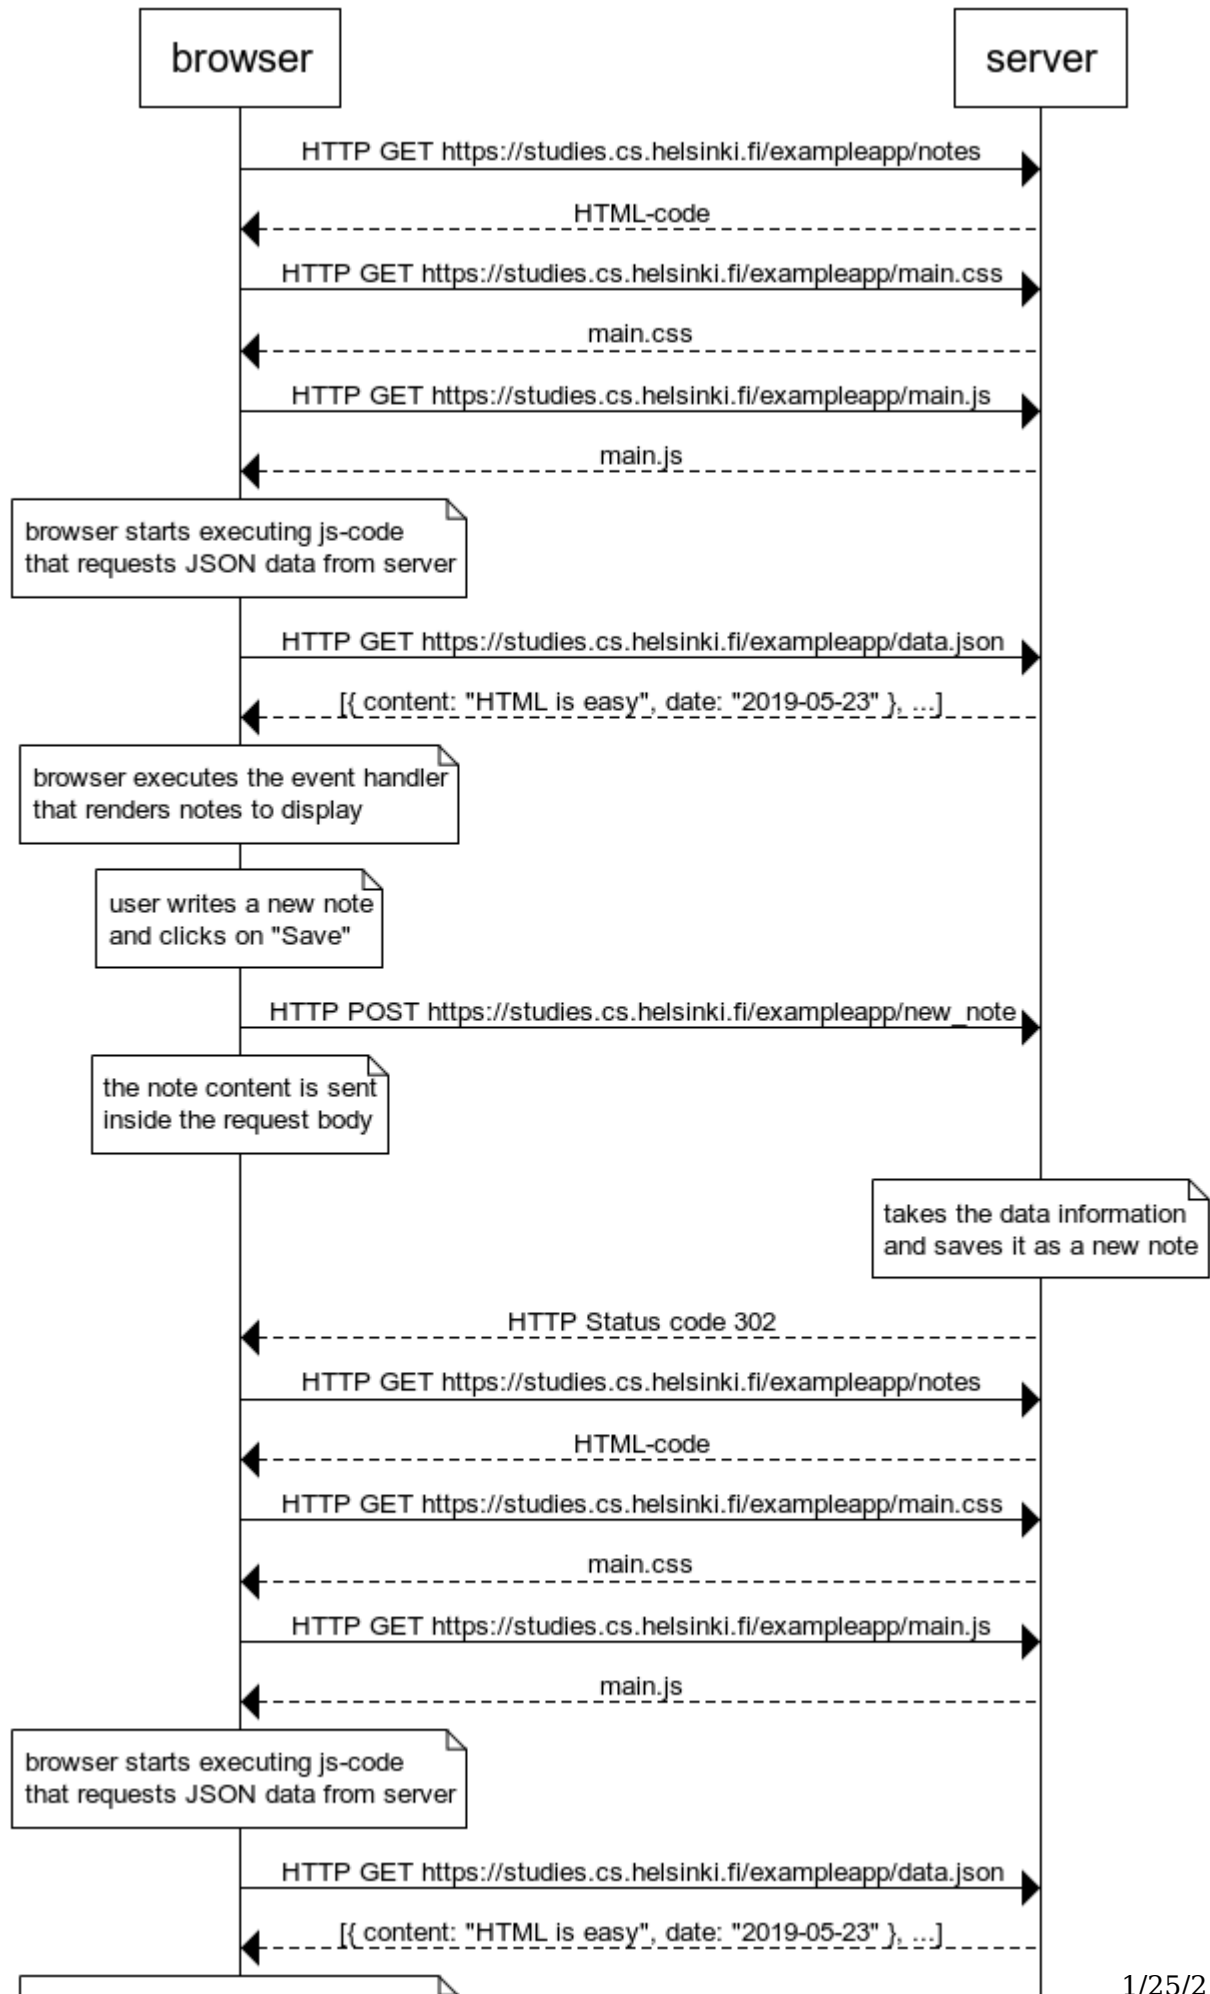 browser
server
HTTP GET https://studies.cs.helsinki.fi/exampleapp/notes
HTML-code
HTTP GET https://studies.cs.helsinki.fi/exampleapp/main.css
main.css
HTTP GET https://studies.cs.helsinki.fi/exampleapp/main.js
main.js
browser starts executing js-code
that requests JSON data from server
HTTP GET https://studies.cs.helsinki.fi/exampleapp/data.json
[{ content: "HTML is easy", date: "2019-05-23" }, ...]
browser executes the event handler
that renders notes to display
user writes a new note
and clicks on "Save"
HTTP POST https://studies.cs.helsinki.fi/exampleapp/new_note
the note content is sent
inside the request body
takes the data information
and saves it as a new note
HTTP Status code 302
HTTP GET https://studies.cs.helsinki.fi/exampleapp/notes
HTML-code
HTTP GET https://studies.cs.helsinki.fi/exampleapp/main.css
main.css
HTTP GET https://studies.cs.helsinki.fi/exampleapp/main.js
main.js
browser starts executing js-code
that requests JSON data from server
HTTP GET https://studies.cs.helsinki.fi/exampleapp/data.json
[{ content: "HTML is easy", date: "2019-05-23" }, ...]
1/25/2